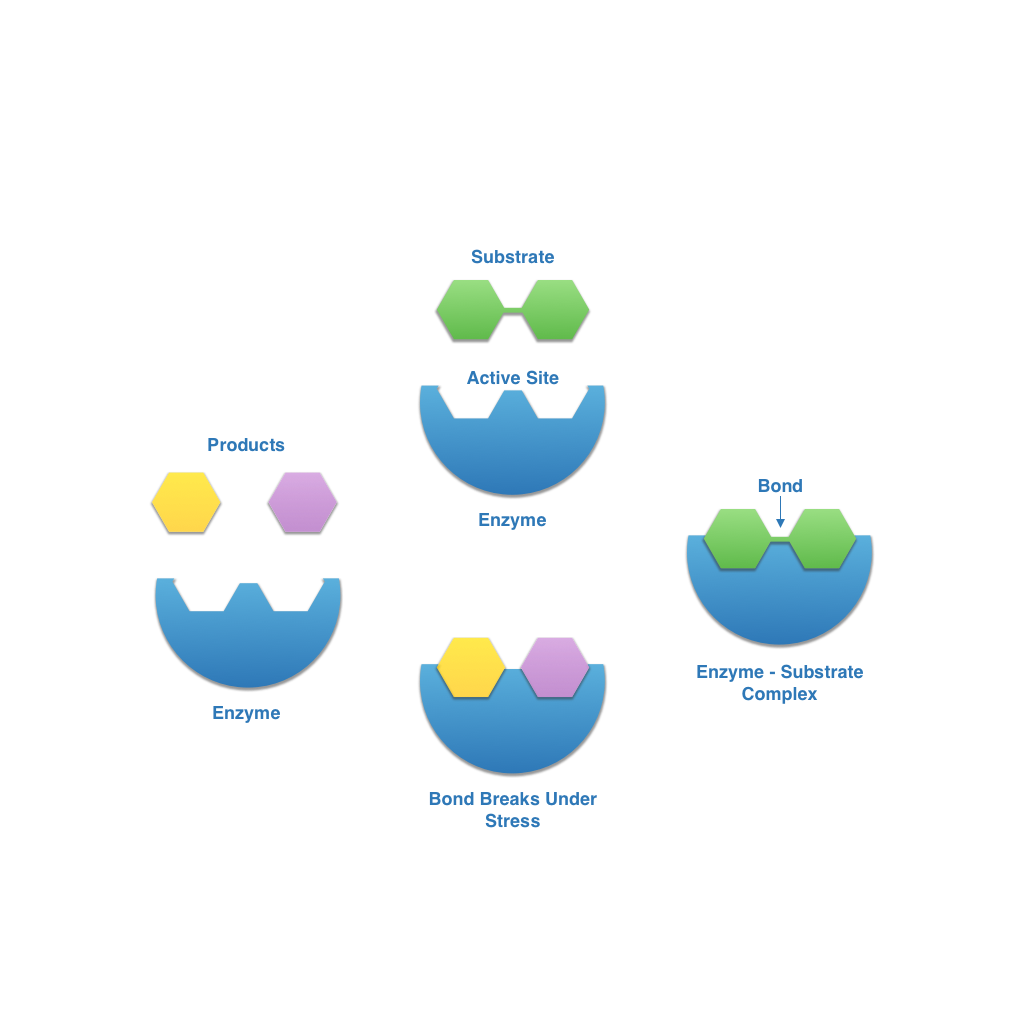 Substrate
Active Site
Enzyme
Products
Enzyme
Bond
Enzyme - Substrate
Complex
Bond Breaks Under
Stress